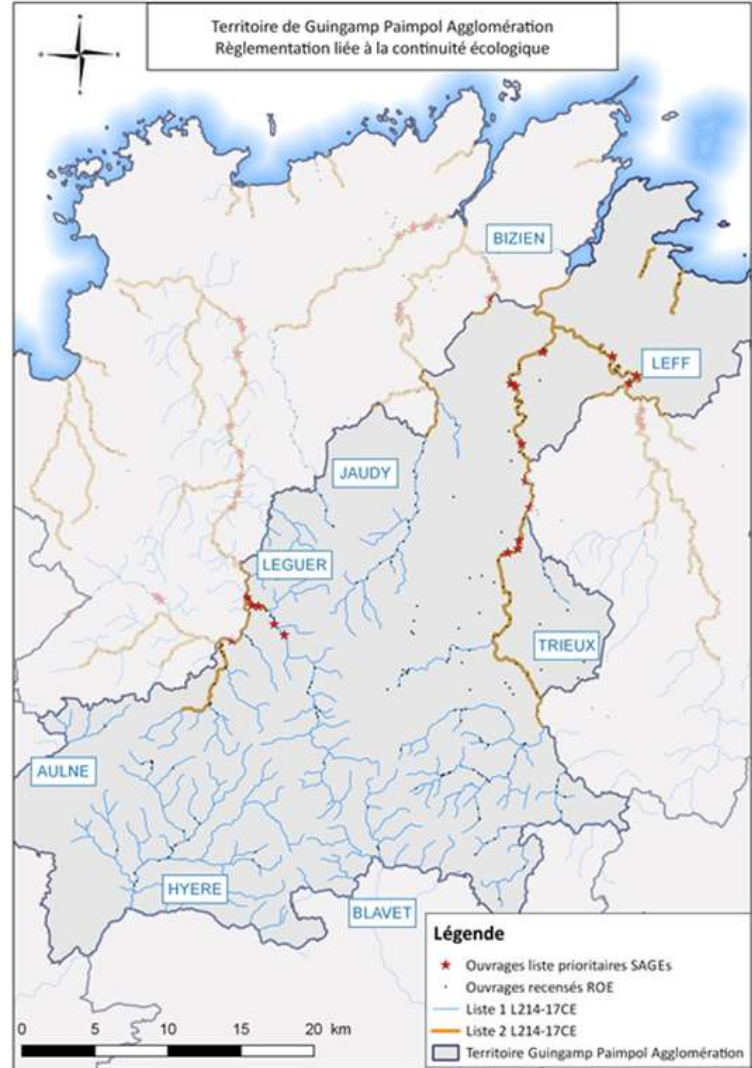 Territoire de Guingamp Paimpol Agglomération
Règlementation liée à la continuité écologique
BIZIEN
LEFF
JAUDY
LEGUER
TRIEUX
AULNE
HYERE
BLAVET
Légende
Ouvrages liste prioritaires SAGEs
Ouvrages recensés ROE
Liste 1 L214-17CE
Liste 2 L214-17CE
Territoire Guingamp Paimpol Agglomération
0 5 10 15 20 km